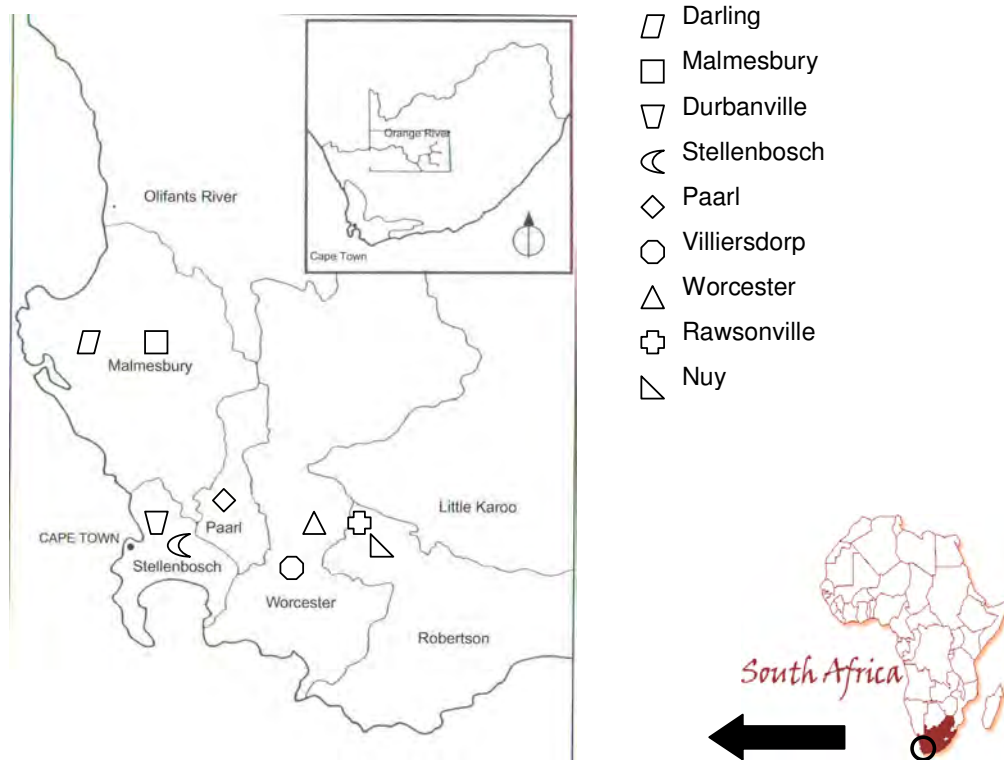 Darling
Malmesbury
Durbanville
Stellenbosch
Paarl
Villiersdorp
Worcester
Rawsonville
Nuy
Orange River
Cape Town
Olifants River
Malmesbury
Paarl
Little Karoo
CAPE TOWN
Stellenbosch
Worcester
Robertson
South Africa